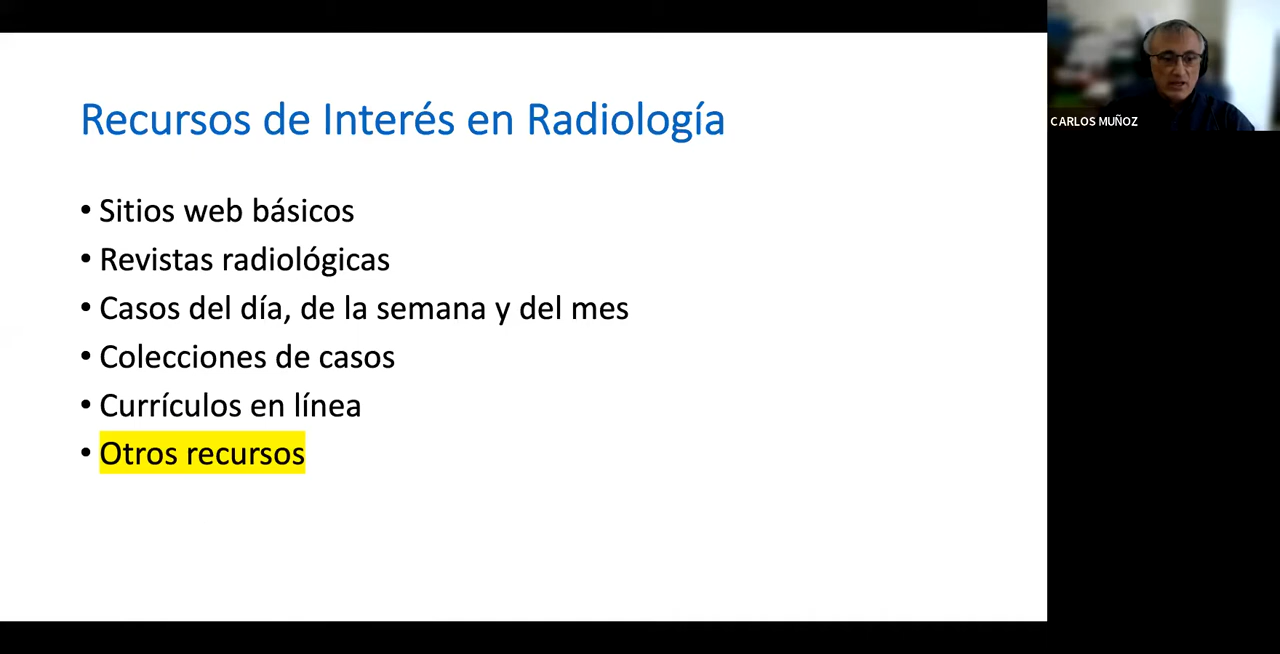 Recursos de Interés en Radiología
• Sitios web básicos
• Revistas radiológicas
• Casos del día, de la semana y del mes
• Colecciones de casos
• Currículos en línea
• Otros recursos
CARLOS MUÑOZ